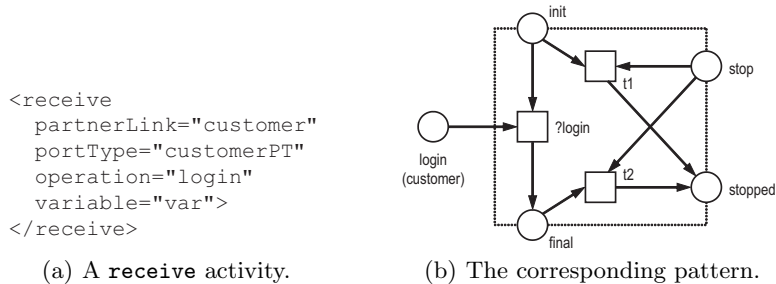 <receive
partnerLink="customer"
portType="customerPT"
operation="login"
variable="var">
</receive>
(a) A receive activity.
init
stop
t1
?login
login
(customer)
t2
stopped
final
(b) The corresponding pattern.